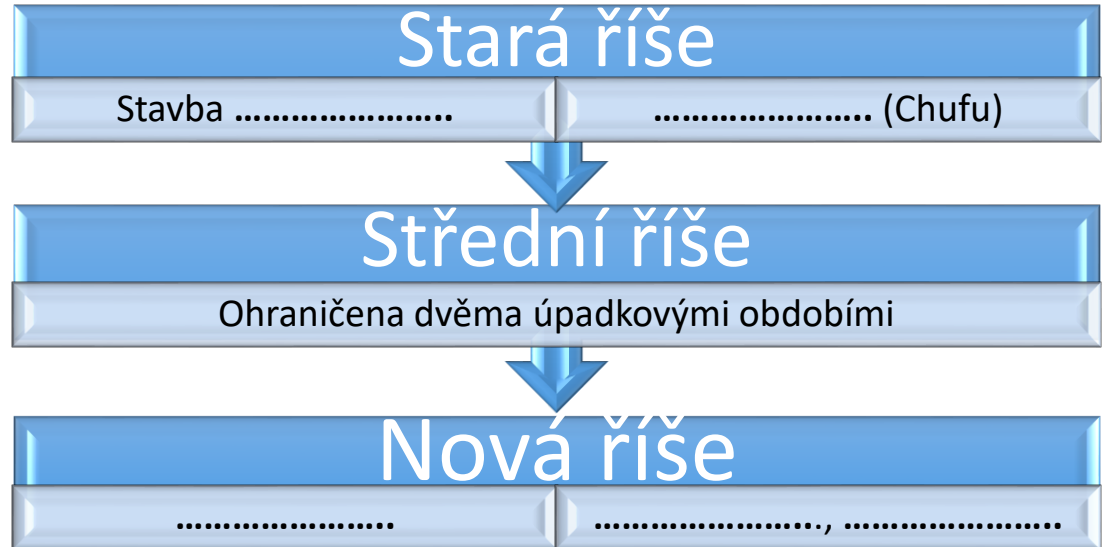 Stará říše
Stavba …………………..
………………….. (Chufu)
Střední říše
Ohraničena dvěma úpadkovými obdobími
Nová říše
…………………..
…………………..., …………………..